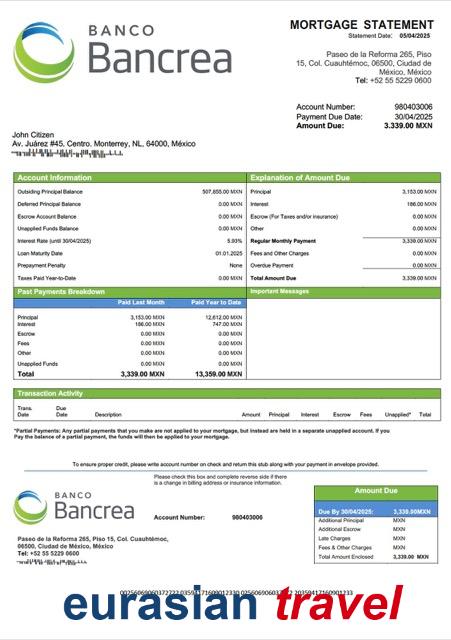 BANCO
Bancrea
MORTGAGE STATEMENT
Statement Date: 05/04/2025
Paseo de la Reforma 265, Piso
15, Col. Cuauhtémoc, 06500, Ciudad de
México, México
Tel: +52 55 5229 0600
Account Number: 980403006
Payment Due Date: 30/04/2025
Amount Due: 3.339.00 MXN
John Citizen
Av. Juárez #45, Centro. Monterrey, NL, 64000, México
Account Information
Outsiding Principal Balance 507,655.00 MXN
Deferred Principal Balance 0.00 MXN
Escrow Account Balance 0.00 MXN
Unapplied Funds Balance 0.00 MXN
Interest Rate (until 30/04/2025) 5.93%
Loan Maturity Date 01.01.2025
Prepayment Penalty None
Taxes Paid Year-to-Date 0.00 MXN
Explanation of Amount Due
Principal 3,153.00 MXN
Interest 186.00 MXN
Escrow (For Taxes and/or insurance) 0.00 MXN
Other 0.00 MXN
Regular Monthly Payment 3,339.00 MXN
Fees and Other Charges 0.00 MXN
Overdue Payment 0.00 MXN
Total Amount Due 3,339.00 MXN
Past Payments Breakdown
Paid Last Month Paid Year to Date
Principal 3,153.00 MXN 12,612.00 MXN
Interest 186.00 MXN 747.00 MXN
Escrow 0.00 MXN 0.00 MXN
Fees 0.00 MXN 0.00 MXN
Other 0.00 MXN 0.00 MXN
Unapplied Funds 0.00 MXN 0.00 MXN
Total 3,339.00 MXN 13,359.00 MXN
Important Messages
Transaction Activity
Trans. Date Due Date Description Amount Principal Interest Escrow Fees Unapplied* Total
*Partial Payments: Any partial payments that you make are not applied to your mortgage, but instead are held in a separate unapplied account. If you
Pay the balance of a partial payment, the funds will then be applied to your mortgage.
To ensure proper credit, please write account number on check and return this stub along with your payment in envelope provided.
Please check this box and complete reverse side if there
is a change in billing address or insurance information.
BANCO
Bancrea
Account Number: 980403006
Paseo de la Reforma 265, Piso 15, Col. Cuauhtémoc,
06500, Ciudad de México, México
Tel: +52 55 5229 0600
Amount Due
Due By 30/04/2025: 3,339.00MXN
Additional Principal MXN
Additional Escrow MXN
Late Charges MXN
Fees & Other Charges MXN
Total Amount Enclosed 3,339.00 MXN
eurasian travel